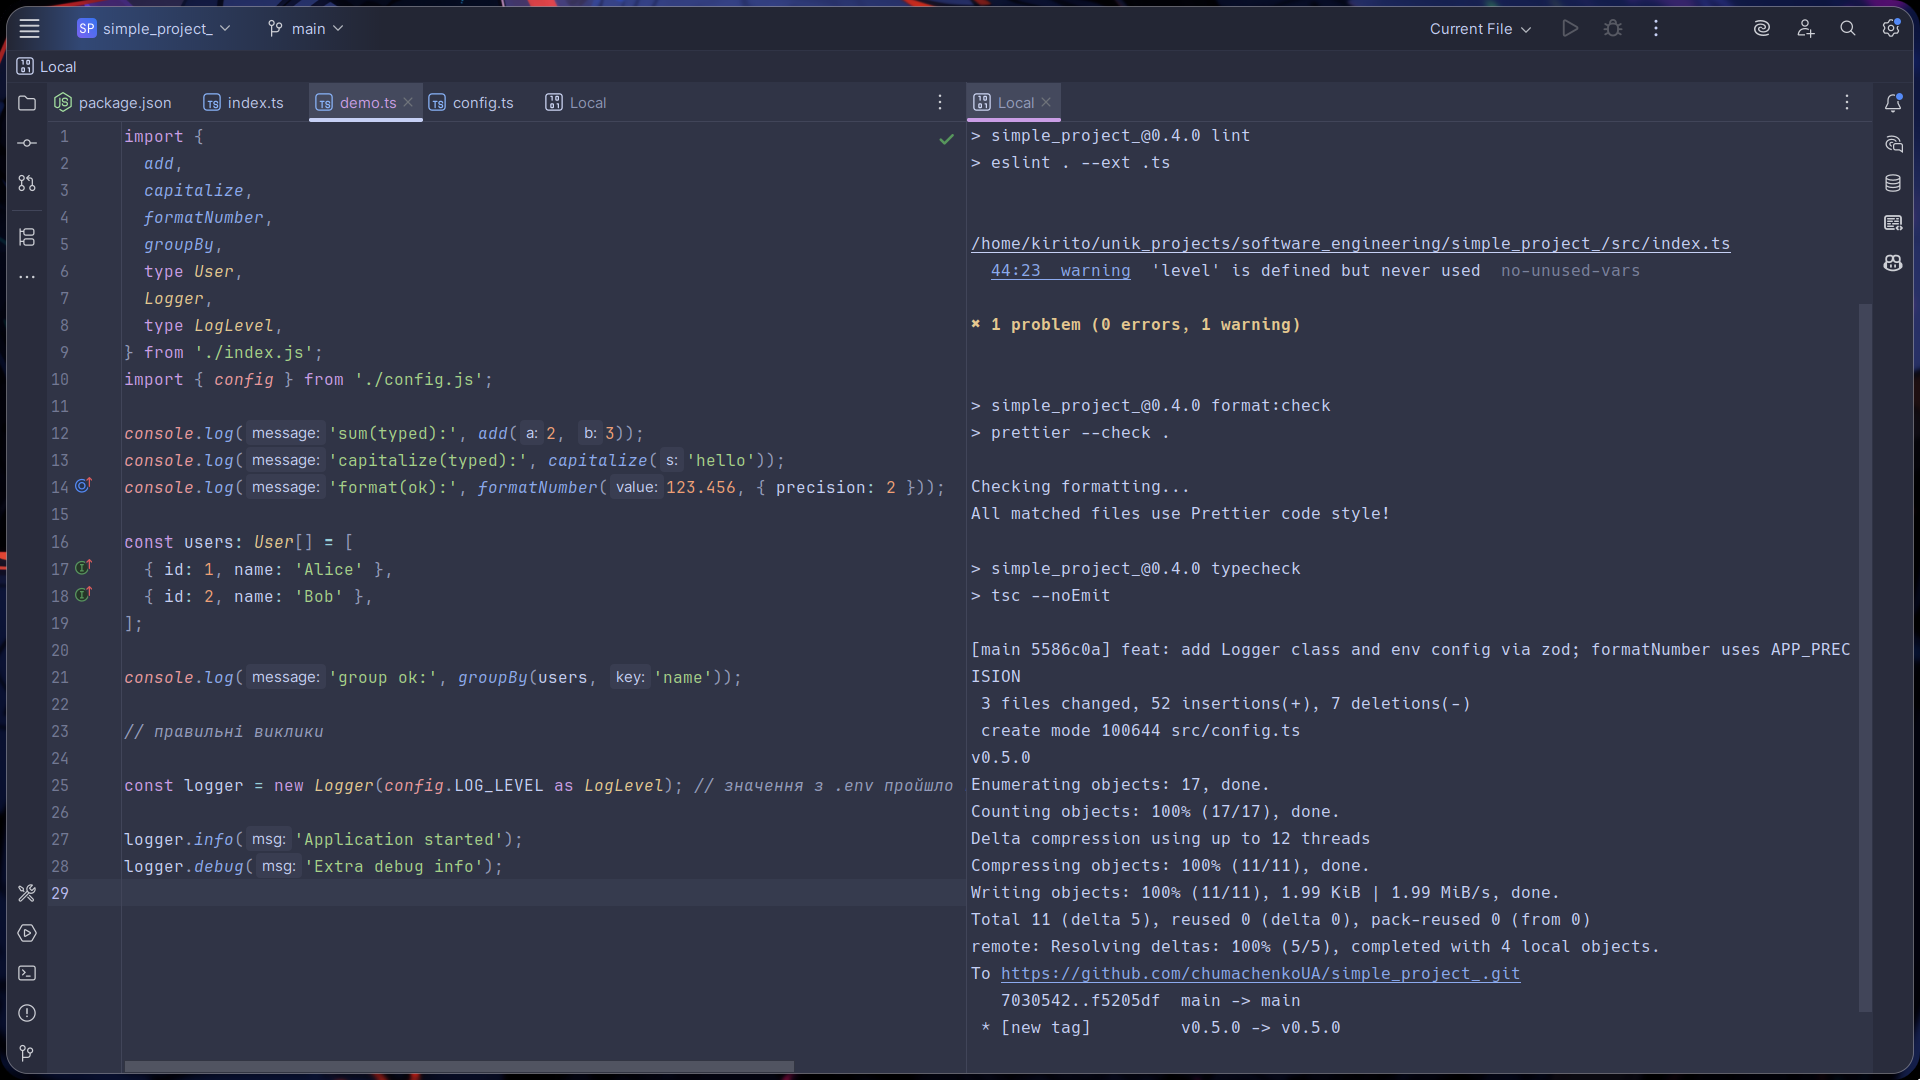 SP simple_project_ main Current File
Local
package.json index.ts demo.ts config.ts Local
1 import {
2 add,
3 capitalize,
4 formatNumber,
5 groupBy,
6 type User,
7 Logger,
8 type LogLevel,
9 } from './index.js';
10 import { config } from './config.js';
11
12 console.log( message: 'sum(typed):', add( a: 2, b: 3));
13 console.log( message: 'capitalize(typed):', capitalize( s: 'hello'));
14 console.log( message: 'format(ok):', formatNumber( value: 123.456, { precision: 2 }));
15
16 const users: User[] = [
17 { id: 1, name: 'Alice' },
18 { id: 2, name: 'Bob' },
19 ];
20
21 console.log( message: 'group ok:', groupBy(users, key: 'name'));
22
23 // правильні виклики
24
25 const logger = new Logger(config.LOG_LEVEL as LogLevel); // значення з .env пройшло
26
27 logger.info( msg: 'Application started');
28 logger.debug( msg: 'Extra debug info');
29
Local
> simple_project_@0.4.0 lint
> eslint . --ext .ts
/home/kirito/unik_projects/software_engineering/simple_project_/src/index.ts
44:23 warning 'level' is defined but never used no-unused-vars
✖ 1 problem (0 errors, 1 warning)
> simple_project_@0.4.0 format:check
> prettier --check .
Checking formatting...
All matched files use Prettier code style!
> simple_project_@0.4.0 typecheck
> tsc --noEmit
[main 5586c0a] feat: add Logger class and env config via zod; formatNumber uses APP_PREC
ISION
3 files changed, 52 insertions(+), 7 deletions(-)
create mode 100644 src/config.ts
v0.5.0
Enumerating objects: 17, done.
Counting objects: 100% (17/17), done.
Delta compression using up to 12 threads
Compressing objects: 100% (11/11), done.
Writing objects: 100% (11/11), 1.99 KiB | 1.99 MiB/s, done.
Total 11 (delta 5), reused 0 (delta 0), pack-reused 0 (from 0)
remote: Resolving deltas: 100% (5/5), completed with 4 local objects.
To https://github.com/chumachenkoUA/simple_project_.git
7030542..f5205df main -> main
* [new tag] v0.5.0 -> v0.5.0